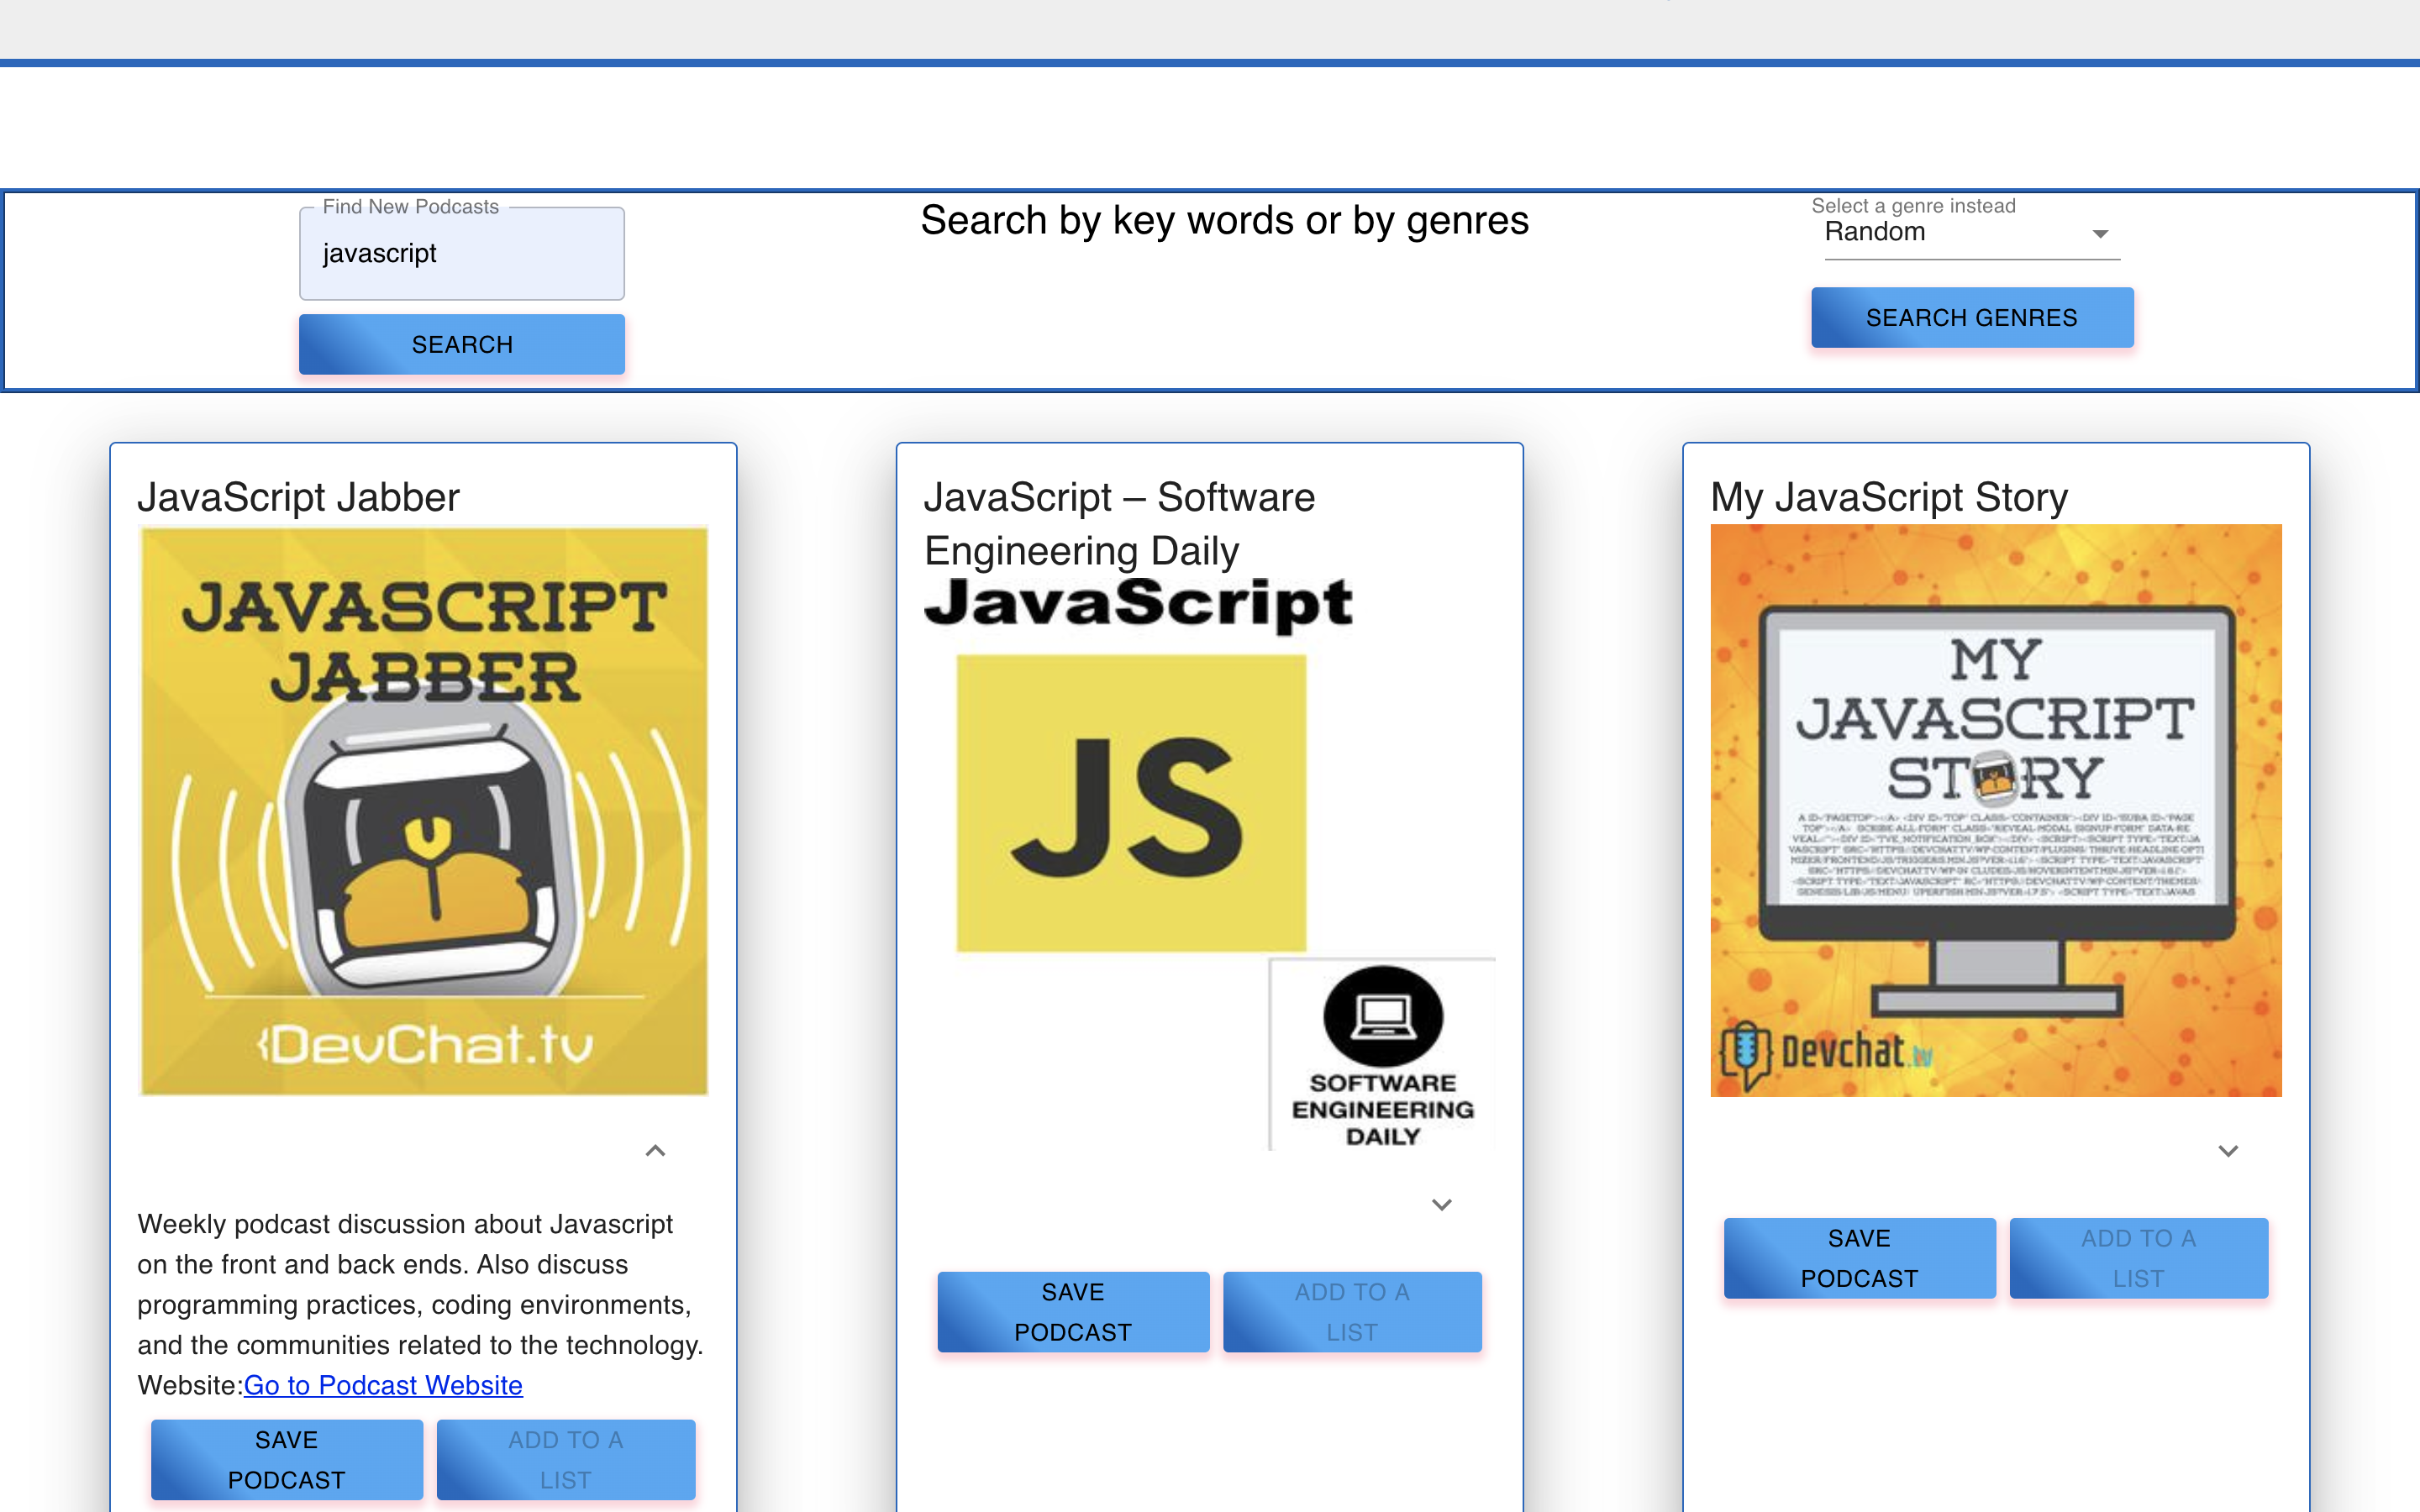 Find New Podcasts
javascript
SEARCH
Search by key words or by genres
Select a genre instead
Random
SEARCH GENRES
JavaScript Jabber
JAVASCRIPT
JABBER
{DevChat.tv
Weekly podcast discussion about Javascript
on the front and back ends. Also discuss
programming practices, coding environments,
and the communities related to the technology.
Website:Go to Podcast Website
SAVE
PODCAST
ADD TO A
LIST
JavaScript – Software
Engineering Daily
JavaScript
JS
SOFTWARE
ENGINEERING
DAILY
SAVE
PODCAST
ADD TO A
LIST
My JavaScript Story
MY
JAVASCRIPT
STORY
Devchat.tv
SAVE
PODCAST
ADD TO A
LIST